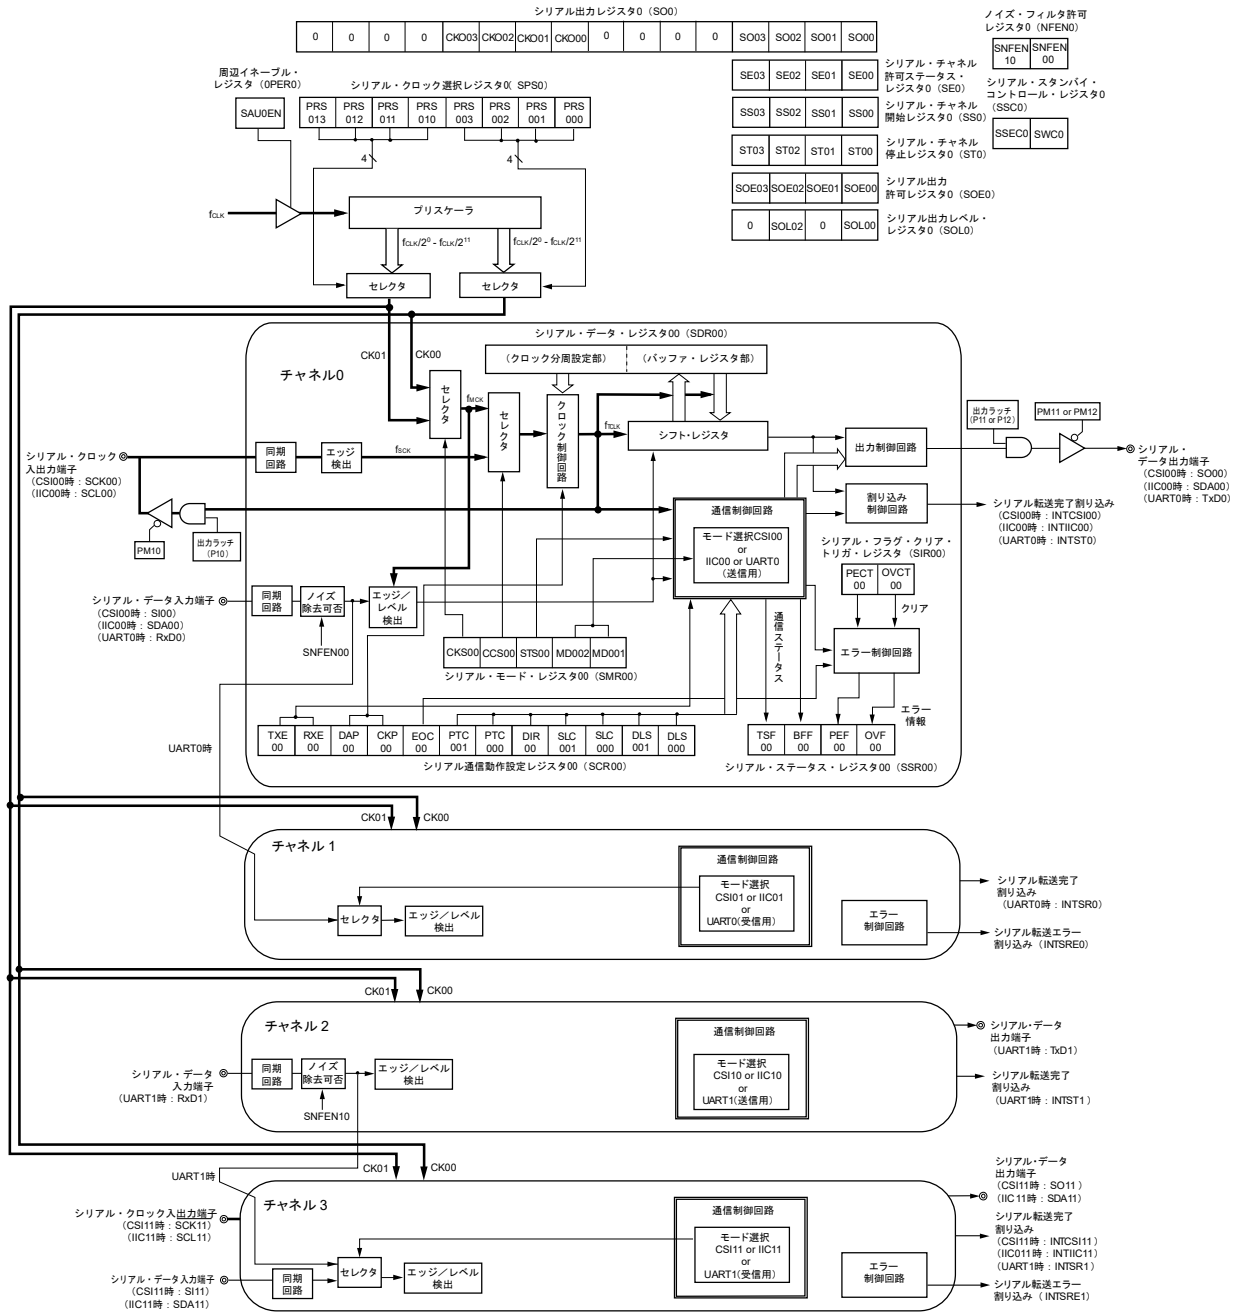 シリアル出力レジスタ0（SO0）
0 0 0 0 CKO03 CKO02 CKO01 CKO00 0 0 0 0 SO03 SO02 SO01 SO00
ノイズ・フィルタ許可
レジスタ0（NFEN0）
SNFEN
10
SNFEN
00
周辺イネーブル・
レジスタ（0PER0）
SAU0EN
シリアル・クロック選択レジスタ0( SPS0)
PRS
013
PRS
012
PRS
011
PRS
010
PRS
003
PRS
002
PRS
001
PRS
000
4
4
SE03 SE02 SE01 SE00
シリアル・チャネル
許可ステータス・
レジスタ0（SE0）
SS03 SS02 SS01 SS00
シリアル・チャネル
開始レジスタ0（SS0）
ST03 ST02 ST01 ST00
シリアル・チャネル
停止レジスタ0（ST0）
SOE03 SOE02 SOE01 SOE00
シリアル出力
許可レジスタ0（SOE0）
0 SOL02 0 SOL00
シリアル出力レベル・
レジスタ0（SOL0）
シリアル・スタンバイ・
コントロール・レジスタ0
（SSC0）
SSEC0 SWC0
fCLK
プリスケーラ
fCLK/2⁰ - fCLK/2¹¹
fCLK/2⁰ - fCLK/2¹¹
セレクタ
セレクタ
チャネル0
CK01
CK00
シリアル・データ・レジスタ00（SDR00）
（クロック分周設定部）
（バッファ・レジスタ部）
セレクタ
fMCK
セレクタ
クロック制御回路
fTCLK
シフト・レジスタ
出力制御回路
出力ラッチ
（P11 or P12）
PM11 or PM12
シリアル・
データ出力端子
（CSI00時：SO00）
（IIC00時：SDA00）
（UART0時：TxD0）
シリアル・クロック
入出力端子
（CSI00時：SCK00）
（IIC00時：SCL00）
同期
回路
エッジ
検出
fSCK
PM10
出力ラッチ
（P10）
通信制御回路
モード選択CSI00
or
IIC00 or UART0
（送信用）
割り込み
制御回路
シリアル転送完了割り込み
（CSI00時：INTCSI00）
（IIC00時：INTIIC00）
（UART0時：INTST0）
シリアル・フラグ・クリア・
トリガ・レジスタ（SIR00）
PECT
00
OVCT
00
クリア
エラー制御回路
通信ステータス
エラー
情報
シリアル・データ入力端子
（CSI00時：SI00）
（IIC00時：SDA00）
（UART0時：RxD0）
同期
回路
ノイズ
除去可否
エッジ／
レベル
検出
SNFEN00
CKS00 CCS00 STS00 MD002 MD001
シリアル・モード・レジスタ00（SMR00）
UART0時
TXE
00
RXE
00
DAP
00
CKP
00
EOC
00
PTC
001
PTC
000
DIR
00
SLC
001
SLC
000
DLS
001
DLS
000
シリアル通信動作設定レジスタ00（SCR00）
TSF
00
BFF
00
PEF
00
OVF
00
シリアル・ステータス・レジスタ00（SSR00）
CK01
CK00
チャネル 1
通信制御回路
モード選択
CSI01 or IIC01
or
UART0(受信用)
セレクタ
エッジ／レベル
検出
エラー
制御回路
シリアル転送完了
割り込み
（UART0時：INTSR0）
シリアル転送エラー
割り込み（INTSRE0）
CK01
CK00
チャネル 2
シリアル・データ
入力端子
（UART1時：RxD1）
同期
回路
ノイズ
除去可否
エッジ／レベル
検出
SNFEN10
通信制御回路
モード選択
CSI10 or IIC10
or
UART1(送信用)
シリアル・データ
出力端子
（UART1時：TxD1）
シリアル転送完了
割り込み
（UART1時：INTST1）
UART1時
CK01
CK00
チャネル 3
シリアル・クロック入出力端子
（CSI11時：SCK11）
（IIC11時：SCL11）
シリアル・データ入力端子
（CSI11時：SI11）
（IIC11時：SDA11）
同期
回路
セレクタ
エッジ／レベル
検出
通信制御回路
モード選択
CSI11 or IIC11
or
UART1(受信用)
エラー
制御回路
シリアル・データ
出力端子
（CSI11時：SO11）
（IIC11時：SDA11）
シリアル転送完了
割り込み
（CSI11時：INTCSI11）
（IIC011時：INTIIC11）
（UART1時：INTSR1）
シリアル転送エラー
割り込み（INTSRE1）